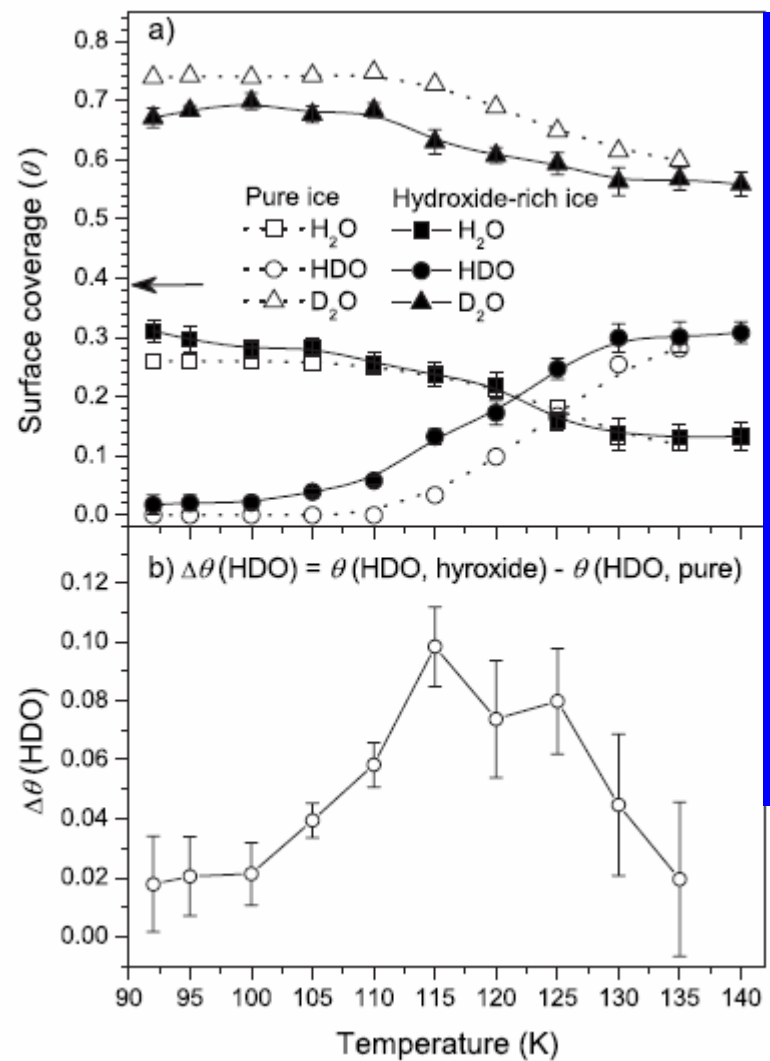 a)
0.8
0.7
0.6
0.5
0.4
0.3
0.2
0.1
0.0
Surface coverage (θ)
Pure ice Hydroxide-rich ice
H₂O H₂O
HDO HDO
D₂O D₂O
b) Δθ (HDO) = θ (HDO, hyroxide) - θ (HDO, pure)
0.12
0.10
0.08
0.06
0.04
0.02
0.00
Δθ (HDO)
90 95 100 105 110 115 120 125 130 135 140
Temperature (K)